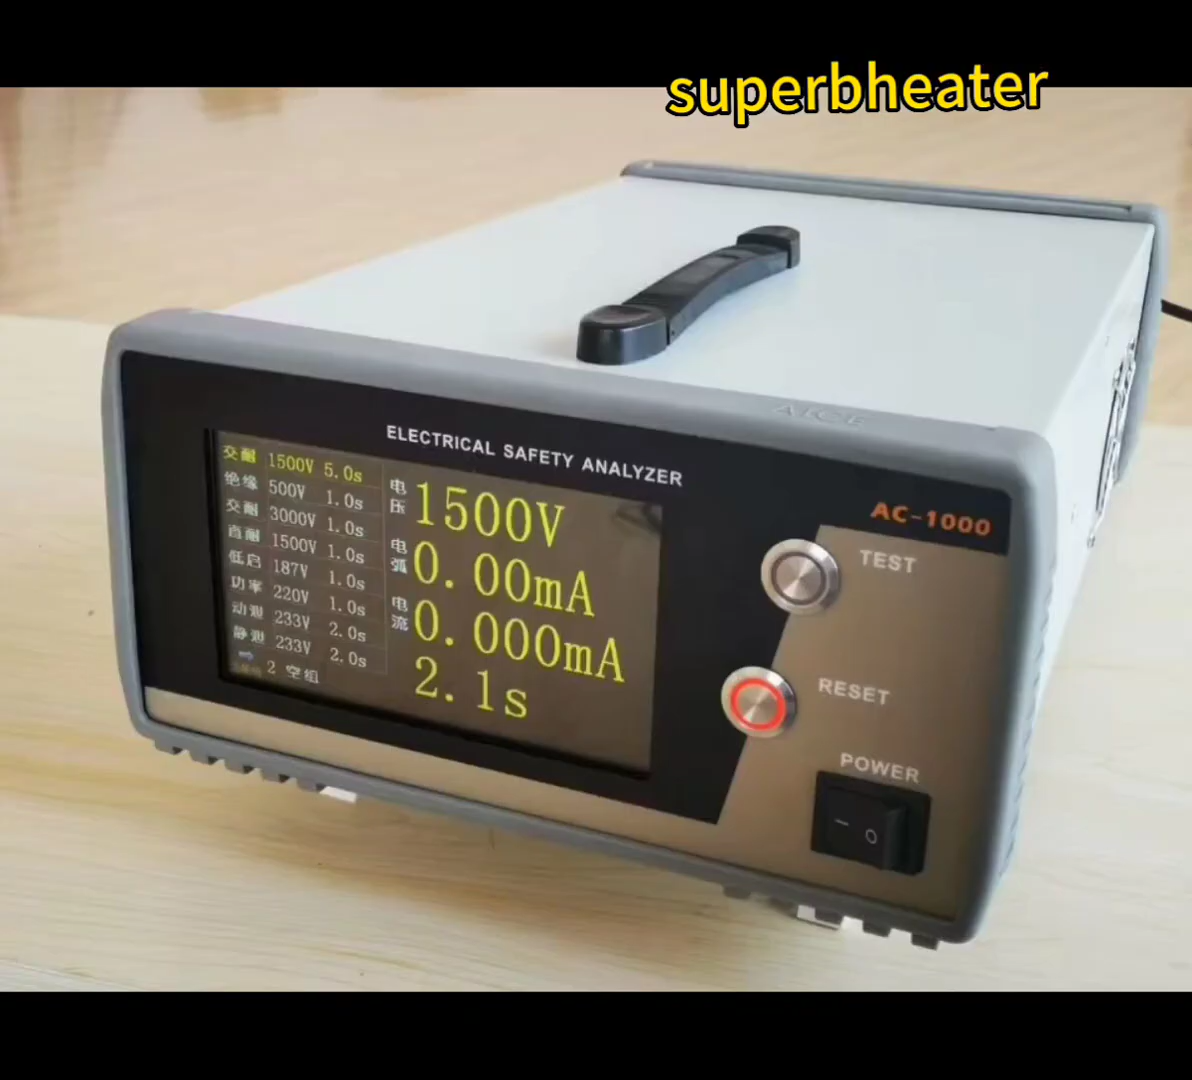 superbheater
ELECTRICAL SAFETY ANALYZER
AC-1000
交耐 1500V 5.0s
绝缘 500V 1.0s
交耐 3000V 1.0s
直耐 1500V 1.0s
低启 187V 1.0s
功率 220V 1.0s
动泄 233V 2.0s
静泄 233V 2.0s
2 空组
电压 1500V
电弧 0.00mA
电流 0.000mA
2.1s
TEST
RESET
POWER